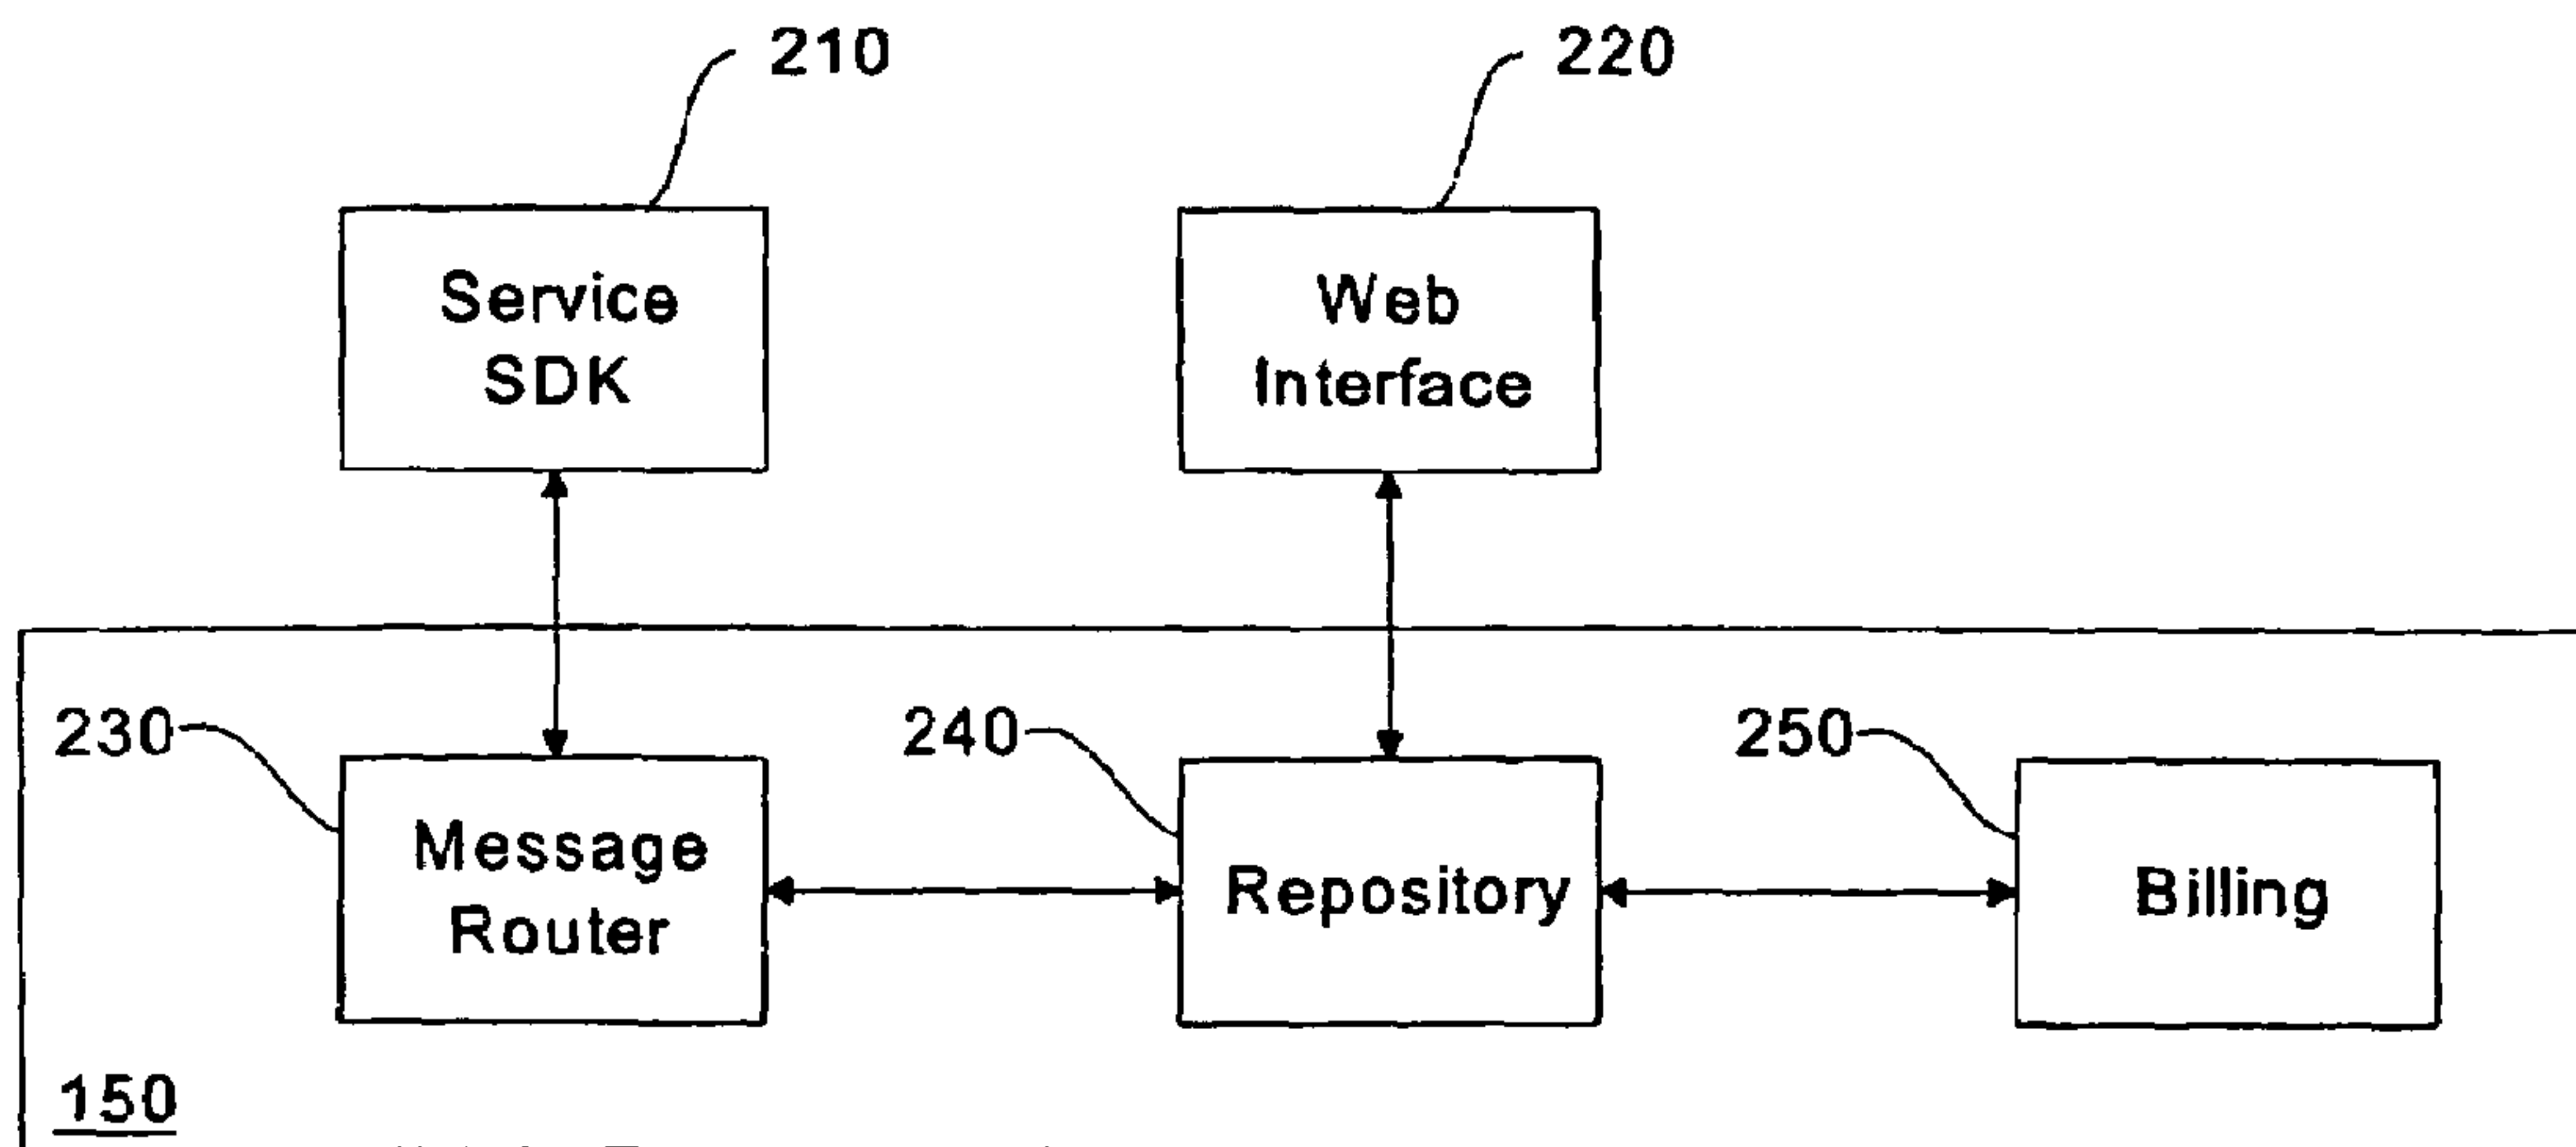 210
220
Service
SDK
Web
Interface
230
240
250
Message
Router
Repository
Billing
150